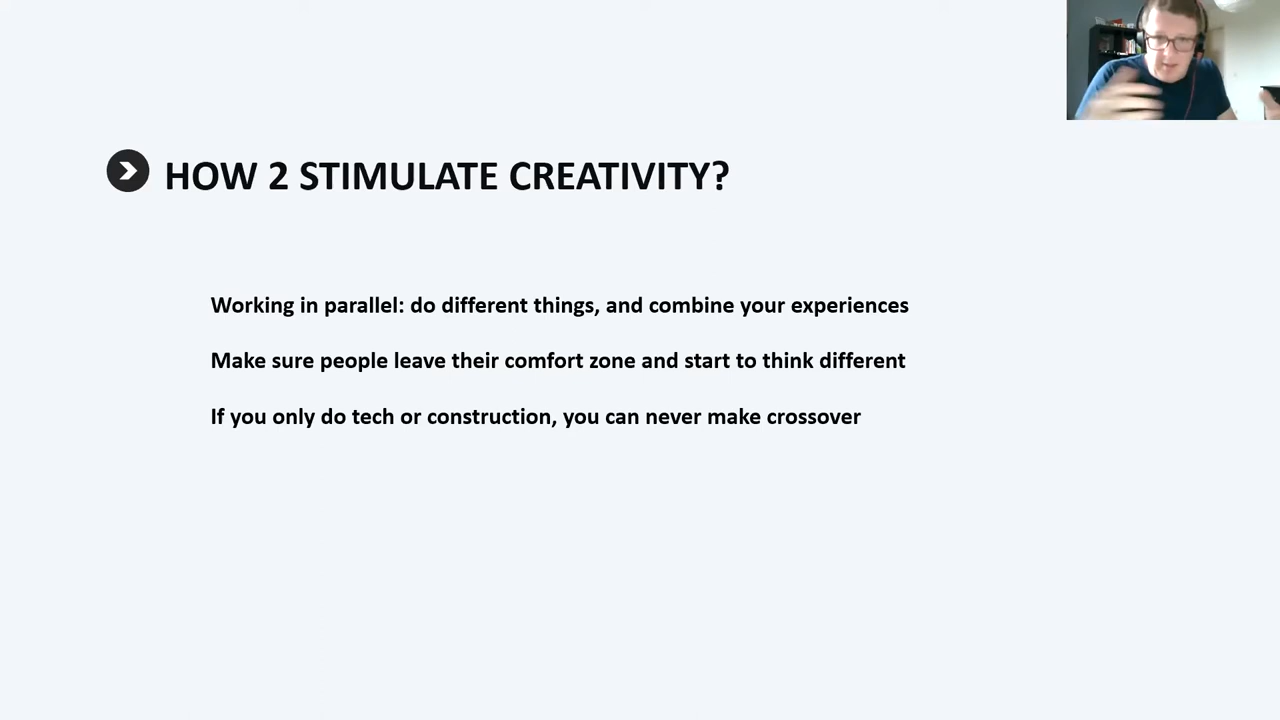 HOW 2 STIMULATE CREATIVITY?
Working in parallel: do different things, and combine your experiences
Make sure people leave their comfort zone and start to think different
If you only do tech or construction, you can never make crossover